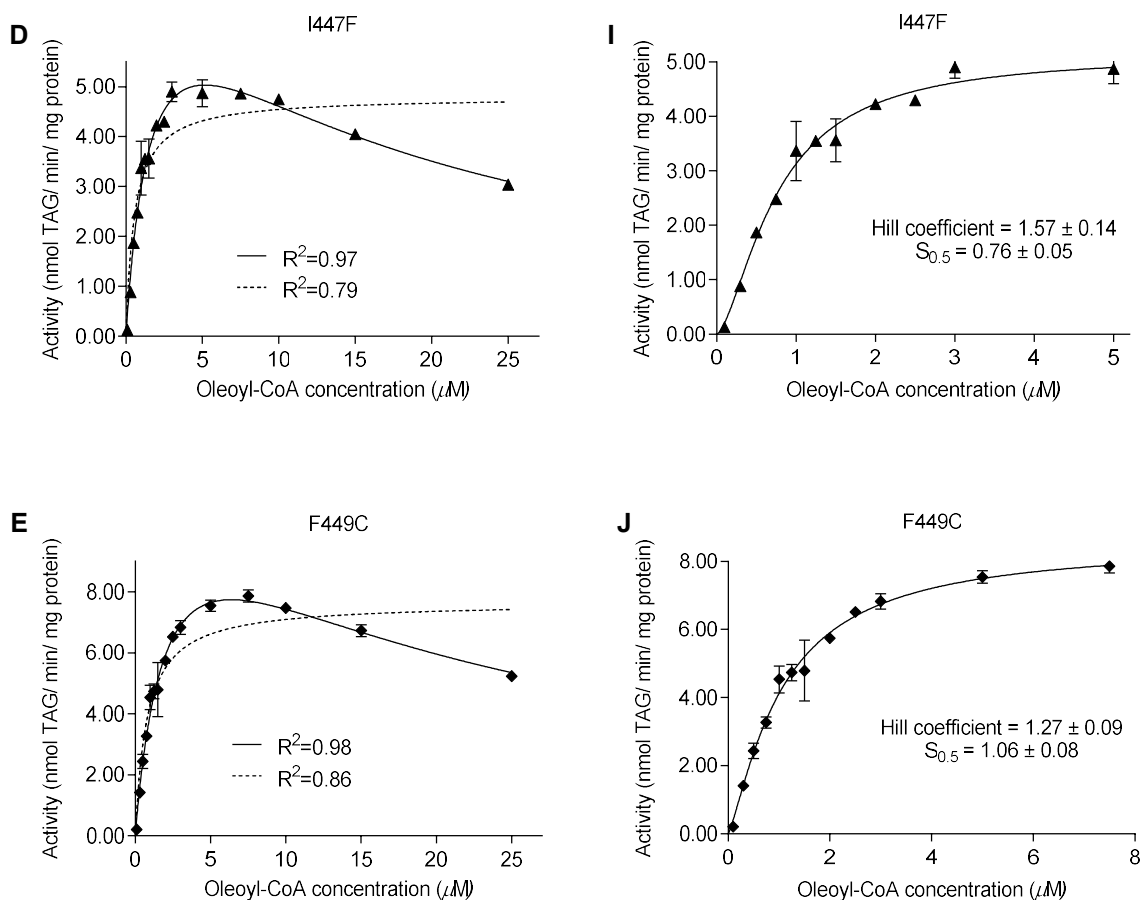 D
I447F
Activity (nmol TAG/ min/ mg protein)
5.00
4.00
3.00
2.00
1.00
0.00
R²=0.97
R²=0.79
0 5 10 15 20 25
Oleoyl-CoA concentration (μM)
I
I447F
Activity (nmol TAG/ min/ mg protein)
5.00
4.00
3.00
2.00
1.00
0.00
Hill coefficient = 1.57 ± 0.14
S0.5 = 0.76 ± 0.05
0 1 2 3 4 5
Oleoyl-CoA concentration (μM)
E
F449C
Activity (nmol TAG/ min/ mg protein)
8.00
6.00
4.00
2.00
0.00
R²=0.98
R²=0.86
0 5 10 15 20 25
Oleoyl-CoA concentration (μM)
J
F449C
Activity (nmol TAG/ min/ mg protein)
8.00
6.00
4.00
2.00
0.00
Hill coefficient = 1.27 ± 0.09
S0.5 = 1.06 ± 0.08
0 2 4 6 8
Oleoyl-CoA concentration (μM)